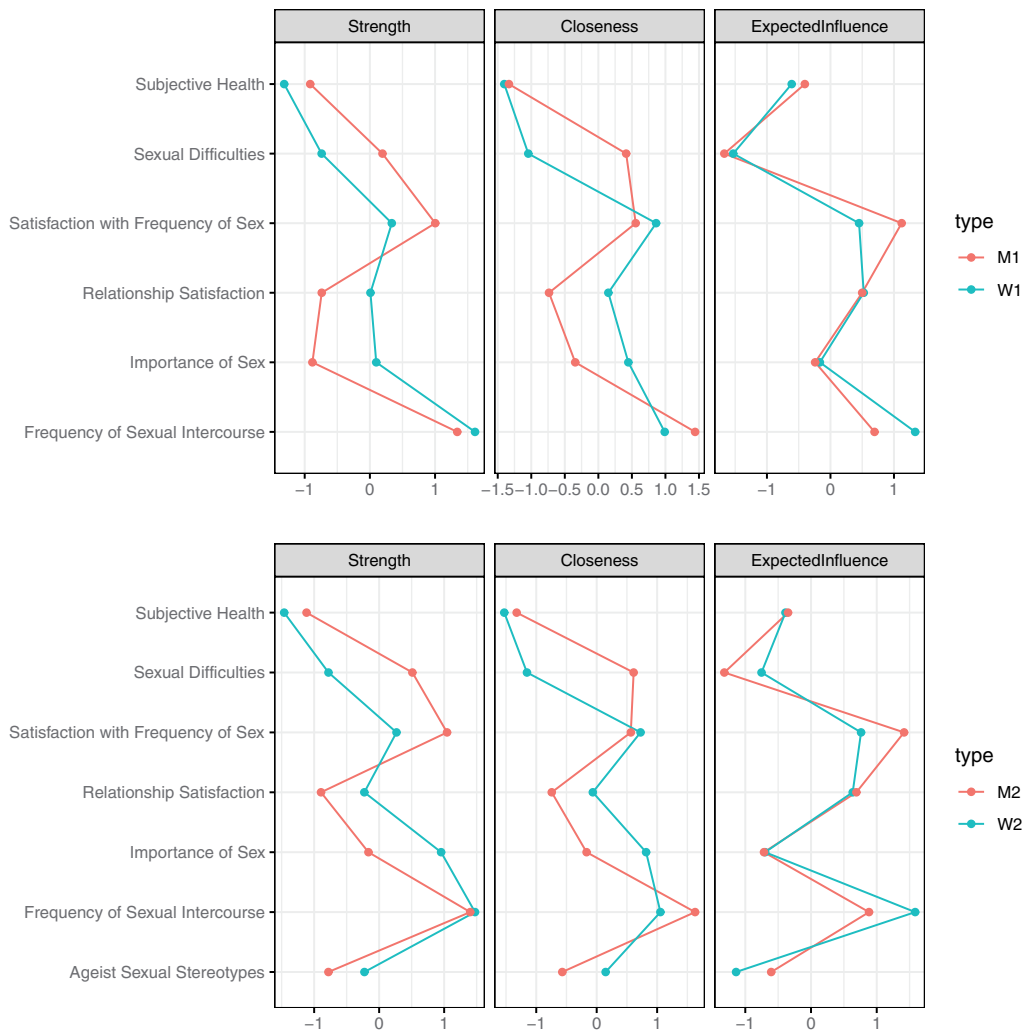 Strength Closeness ExpectedInfluence
Subjective Health
Sexual Difficulties
Satisfaction with Frequency of Sex
Relationship Satisfaction
Importance of Sex
Frequency of Sexual Intercourse
−1 0 1 −1.5 −1.0 −0.5 0.0 0.5 1.0 1.5 −1 0 1
type
M1
W1
Strength Closeness ExpectedInfluence
Subjective Health
Sexual Difficulties
Satisfaction with Frequency of Sex
Relationship Satisfaction
Importance of Sex
Frequency of Sexual Intercourse
Ageist Sexual Stereotypes
−1 0 1 −1 0 1 −1 0 1
type
M2
W2